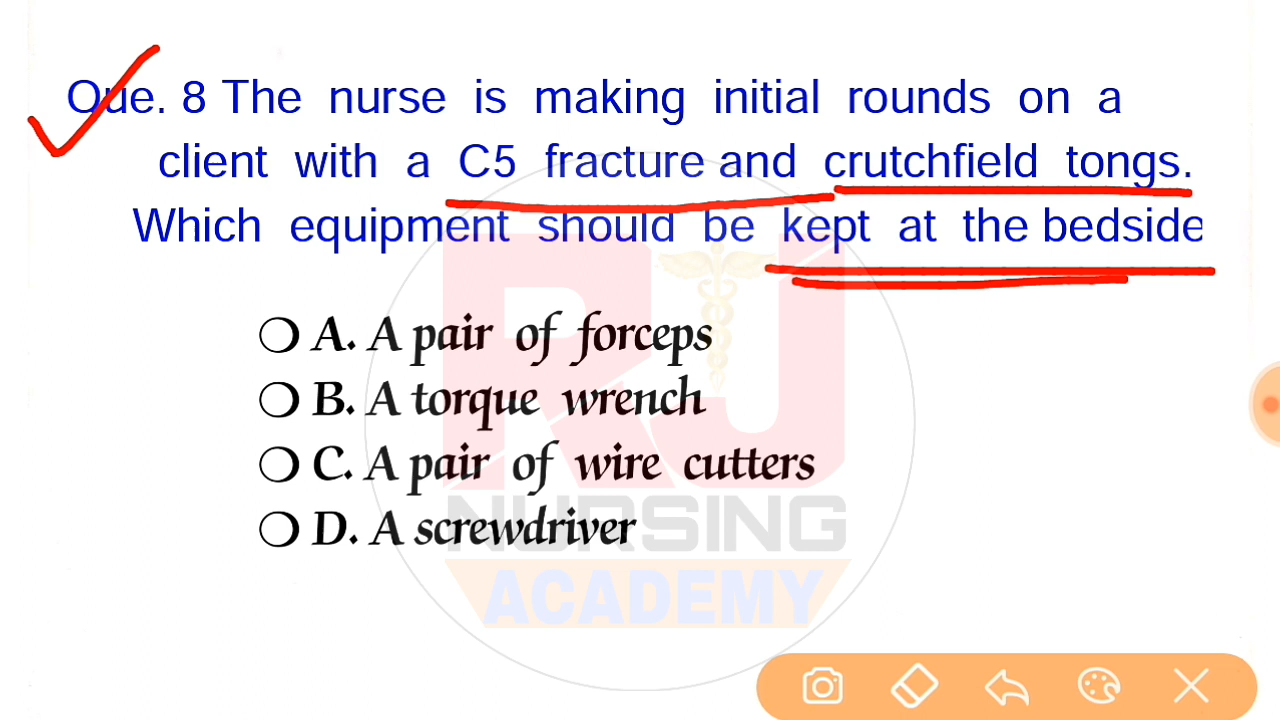 Que. 8 The nurse is making initial rounds on a
client with a C5 fracture and crutchfield tongs.
Which equipment should be kept at the bedside
A. A pair of forceps
B. A torque wrench
C. A pair of wire cutters
D. A screwdriver
RJ
NURSING
ACADEMY